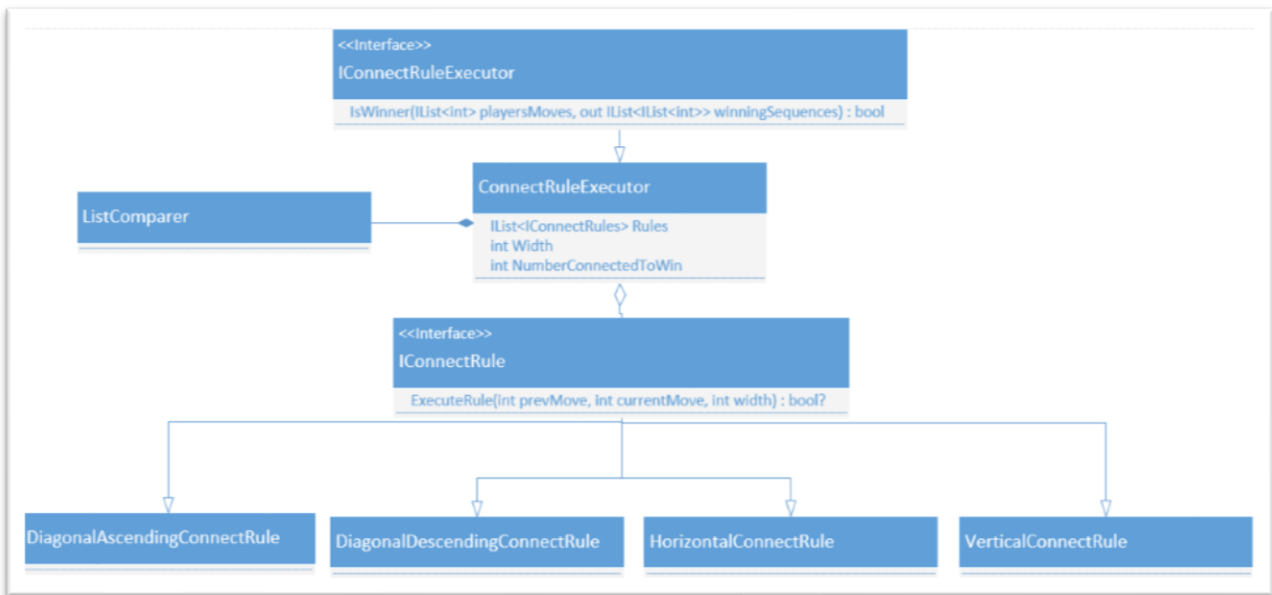 <<Interface>>
IConnectRuleExecutor
IsWinner(IList<int> playersMoves, out IList<IList<int>> winningSequences) : bool
ListComparer
ConnectRuleExecutor
IList<IConnectRules> Rules
int Width
int NumberConnectedToWin
<<Interface>>
IConnectRule
ExecuteRule(int prevMove, int currentMove, int width) : bool?
DiagonalAscendingConnectRule
DiagonalDescendingConnectRule
HorizontalConnectRule
VerticalConnectRule